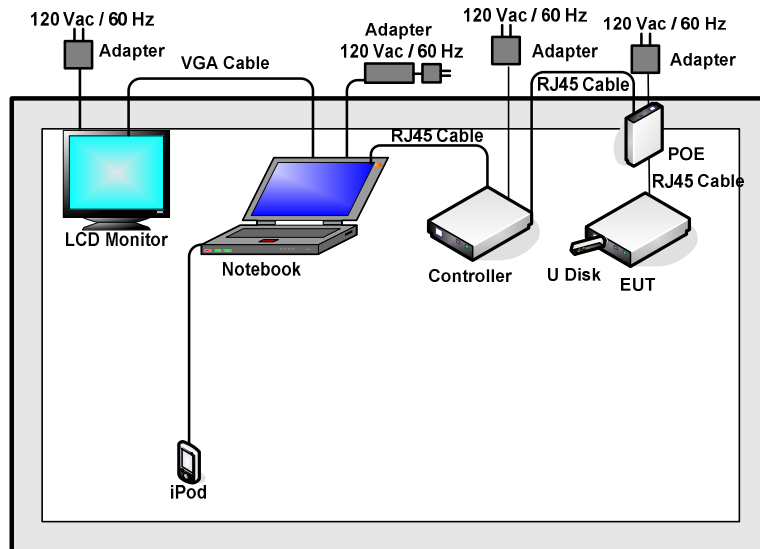 120 Vac / 60 Hz
Adapter
VGA Cable
Adapter
120 Vac / 60 Hz
120 Vac / 60 Hz
Adapter
120 Vac / 60 Hz
Adapter
RJ45 Cable
RJ45 Cable
POE
RJ45 Cable
LCD Monitor
Notebook
Controller
U Disk
EUT
iPod